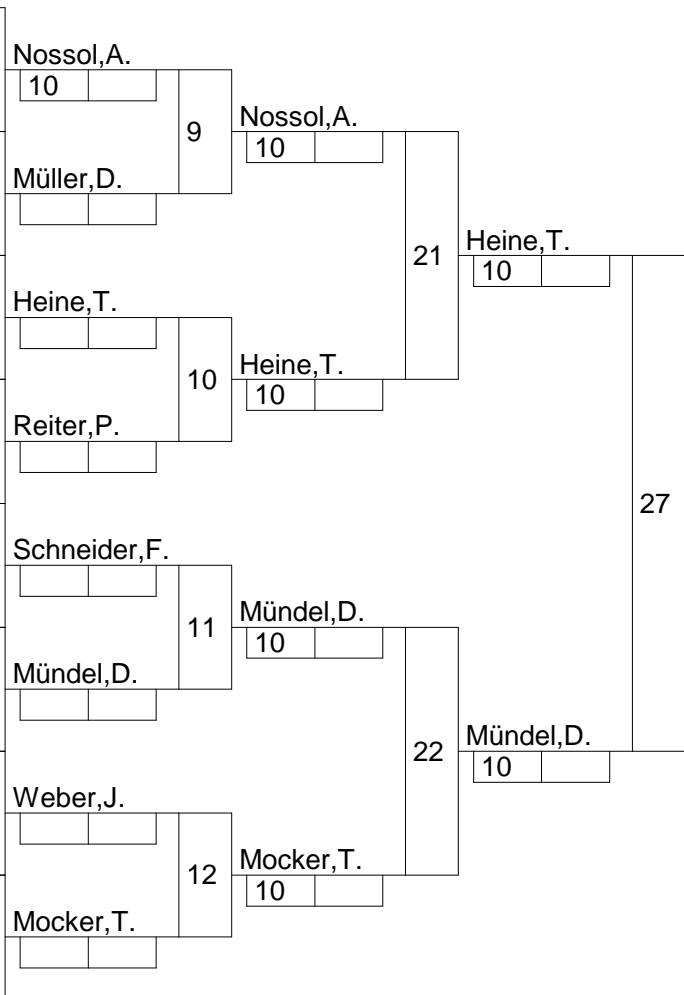 Nossol,A.
10
9
Nossol,A.
10
Müller,D.
21
Heine,T.
10
Heine,T.
10
Heine,T.
10
Reiter,P.
27
Schneider,F.
11
Mündel,D.
10
Mündel,D.
22
Mündel,D.
10
Weber,J.
12
Mocker,T.
10
Mocker,T.